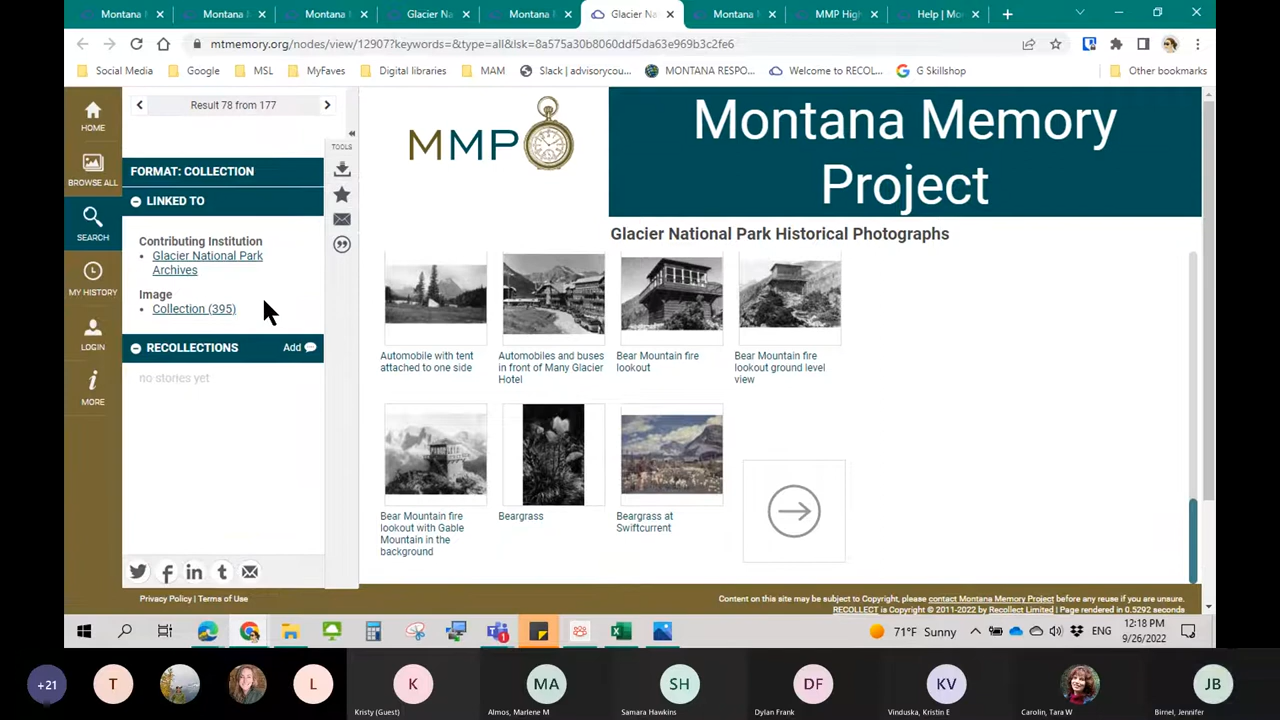 Montana I
Montana I
Montana I
Glacier Na
Montana I
Glacier Na
Montana I
MMP High
Help | Mo
mtmemory.org/nodes/view/12907?keywords=&type=all&lsk=8a575a30b8060ddf5da63e969b3c2fe6
Social Media
Google
MSL
MyFaves
Digital libraries
MAM
Slack | advisorycou...
MONTANA RESPO...
Welcome to RECOL...
G Skillshop
Other bookmarks
HOME
BROWSE ALL
SEARCH
MY HISTORY
LOGIN
MORE
Result 78 from 177
TOOLS
FORMAT: COLLECTION
LINKED TO
Contributing Institution
Glacier National Park
Archives
Image
Collection (395)
RECOLLECTIONS Add
no stories yet
Privacy Policy | Terms of Use
MMP
Montana Memory
Project
Glacier National Park Historical Photographs
Automobile with tent
attached to one side
Automobiles and buses
in front of Many Glacier
Hotel
Bear Mountain fire
lookout
Bear Mountain fire
lookout ground level
view
Bear Mountain fire
lookout with Gable
Mountain in the
background
Beargrass
Beargrass at
Swiftcurrent
Content on this site may be subject to Copyright, please contact Montana Memory Project before any reuse if you are unsure.
RECOLLECT is Copyright © 2011-2022 by Recollect Limited | Page rendered in 0.5292 seconds
71°F Sunny
ENG
12:18 PM
9/26/2022
+21
T
L
K
Kristy (Guest)
MA
Almos, Marlene M
SH
Samara Hawkins
DF
Dylan Frank
KV
Vinduska, Kristin E
Carolin, Tara W
JB
Birnel, Jennifer